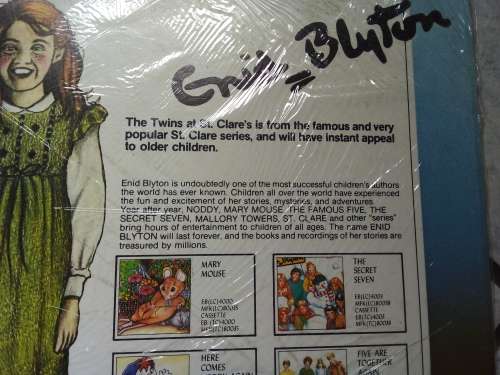 Enid Blyton
The Twins at St. Clare's is from the famous and very
popular St. Clare series, and will have instant appeal
to older children.
Enid Blyton is undoubtedly one of the most successful children's authors
the world has ever known. Children all over the world have experienced
the fun and excitement of her stories, mysteries, and adventures.
Year after year, NODDY, MARY MOUSE, THE FAMOUS FIVE, THE
SECRET SEVEN, MALLORY TOWERS, ST. CLARE and other "series"
bring hours of entertainment to children of all ages. The name ENID
BLYTON will last forever, and the books and recordings of her stories are
treasured by millions.
MARY
MOUSE
CASSETTE
THE
SECRET
SEVEN
CASSETTE
HERE
COMES
FIVE ARE
TOGETHER